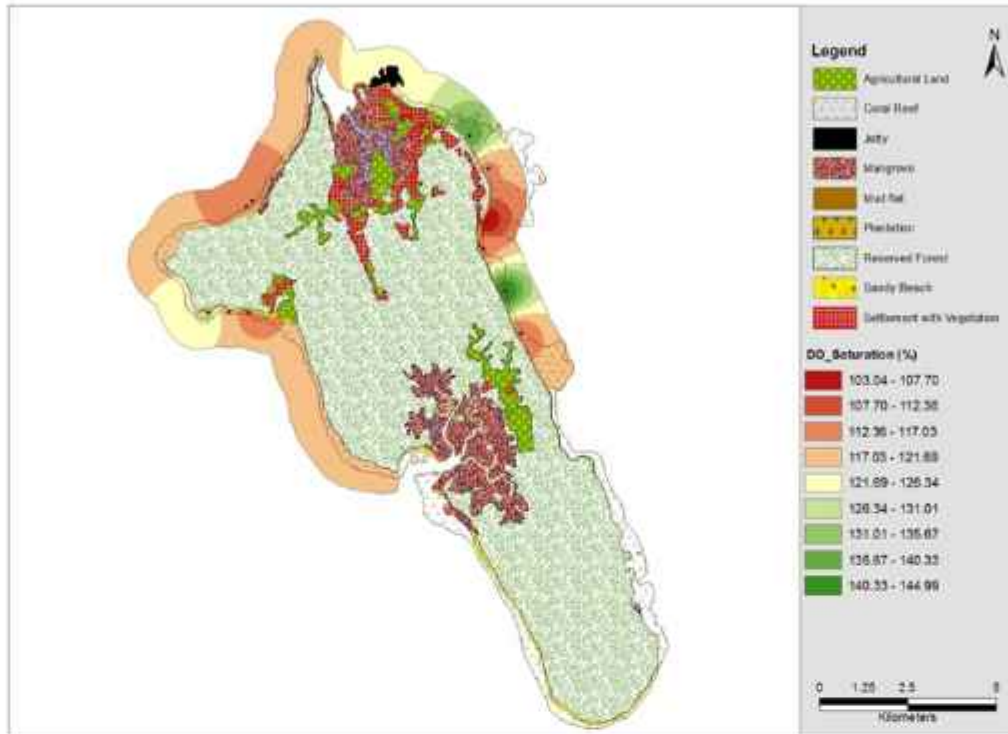 N
Legend
Agricultural Land
Coral Reef
Jetty
Mangrove
Mud flat
Plantation
Reserved Forest
Sandy Beach
Settlement with Vegetation
DO_Saturation (%)
103.04 - 107.70
107.70 - 112.36
112.36 - 117.03
117.03 - 121.69
121.69 - 126.34
126.34 - 131.01
131.01 - 135.67
135.67 - 140.33
140.33 - 144.99
0 1.25 2.5 5
Kilometers